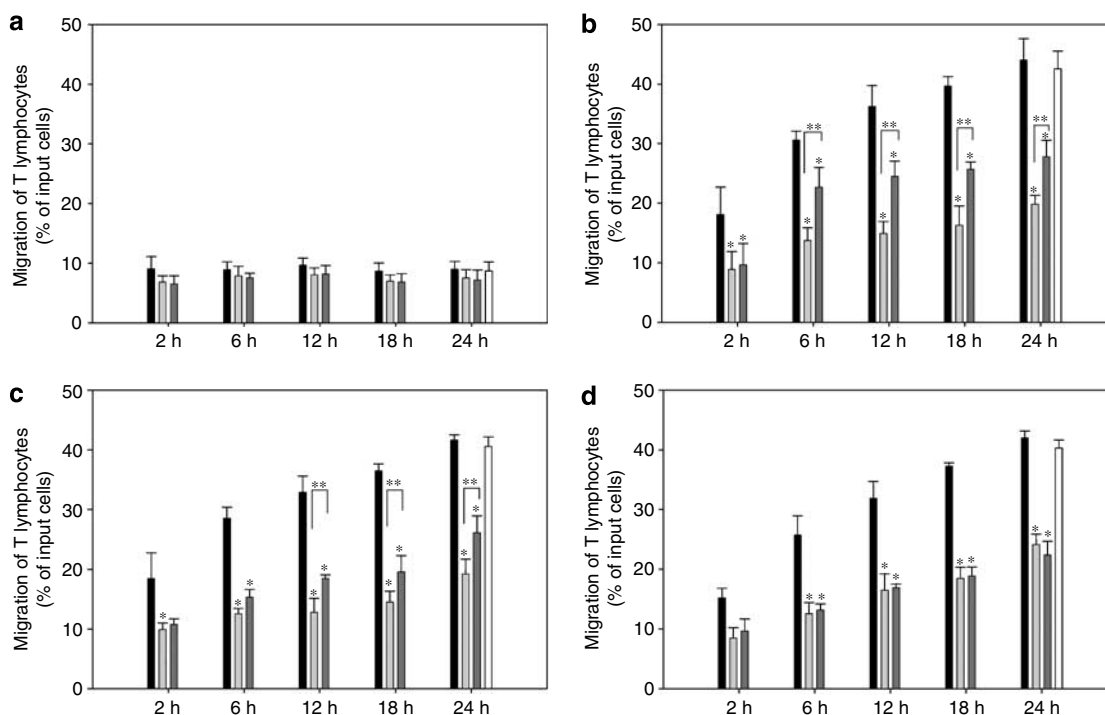 a
Migration of T lymphocytes
(% of input cells)
50
40
30
20
10
0
2 h 6 h 12 h 18 h 24 h
b
Migration of T lymphocytes
(% of input cells)
50
40
30
20
10
0
* *
* ** *
* ** *
* ** *
* ** *
2 h 6 h 12 h 18 h 24 h
c
Migration of T lymphocytes
(% of input cells)
50
40
30
20
10
0
*
* *
* ** *
* ** *
* ** *
2 h 6 h 12 h 18 h 24 h
d
Migration of T lymphocytes
(% of input cells)
50
40
30
20
10
0
* *
* *
* *
* *
2 h 6 h 12 h 18 h 24 h